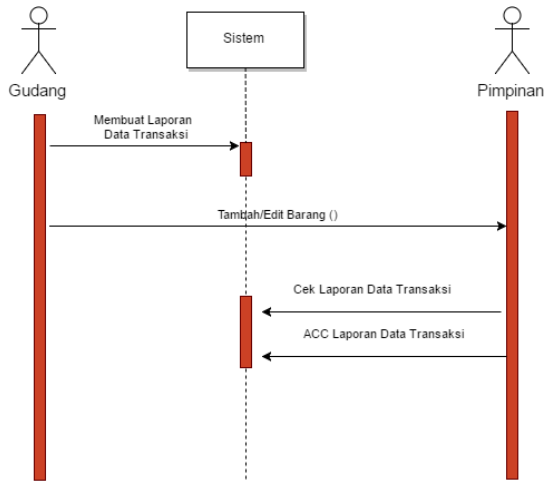 Sistem
Gudang
Pimpinan
Membuat Laporan
Data Transaksi
Tambah/Edit Barang ()
Cek Laporan Data Transaksi
ACC Laporan Data Transaksi